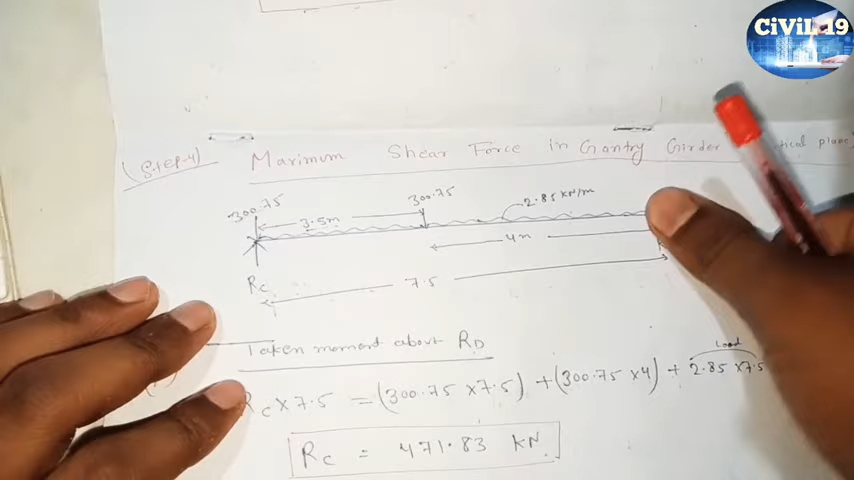 CiViL 19
(Step-4) Maximum Shear Force in Gantry Girder tical plane
300.75 300.75 2.85 kN/m
3.5m
4m
Rc 7.5
Taken moment about RD
Rc×7.5 = (300.75 ×7.5) + (300.75 ×4) + 2.85 ×7.5
Load
Rc = 471.83 kN